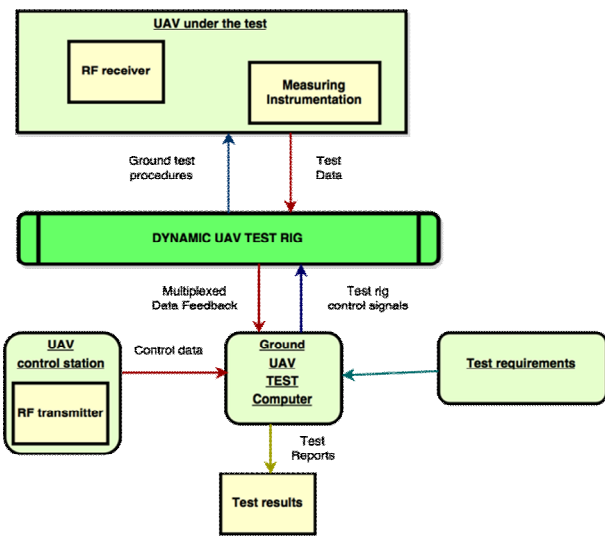 UAV under the test
RF receiver
Measuring
Instrumentation
Ground test
procedures
Test
Data
DYNAMIC UAV TEST RIG
Multiplexed
Data Feedback
Test rig
control signals
UAV
control station
RF transmitter
Control data
Ground
UAV
TEST
Computer
Test requirements
Test
Reports
Test results